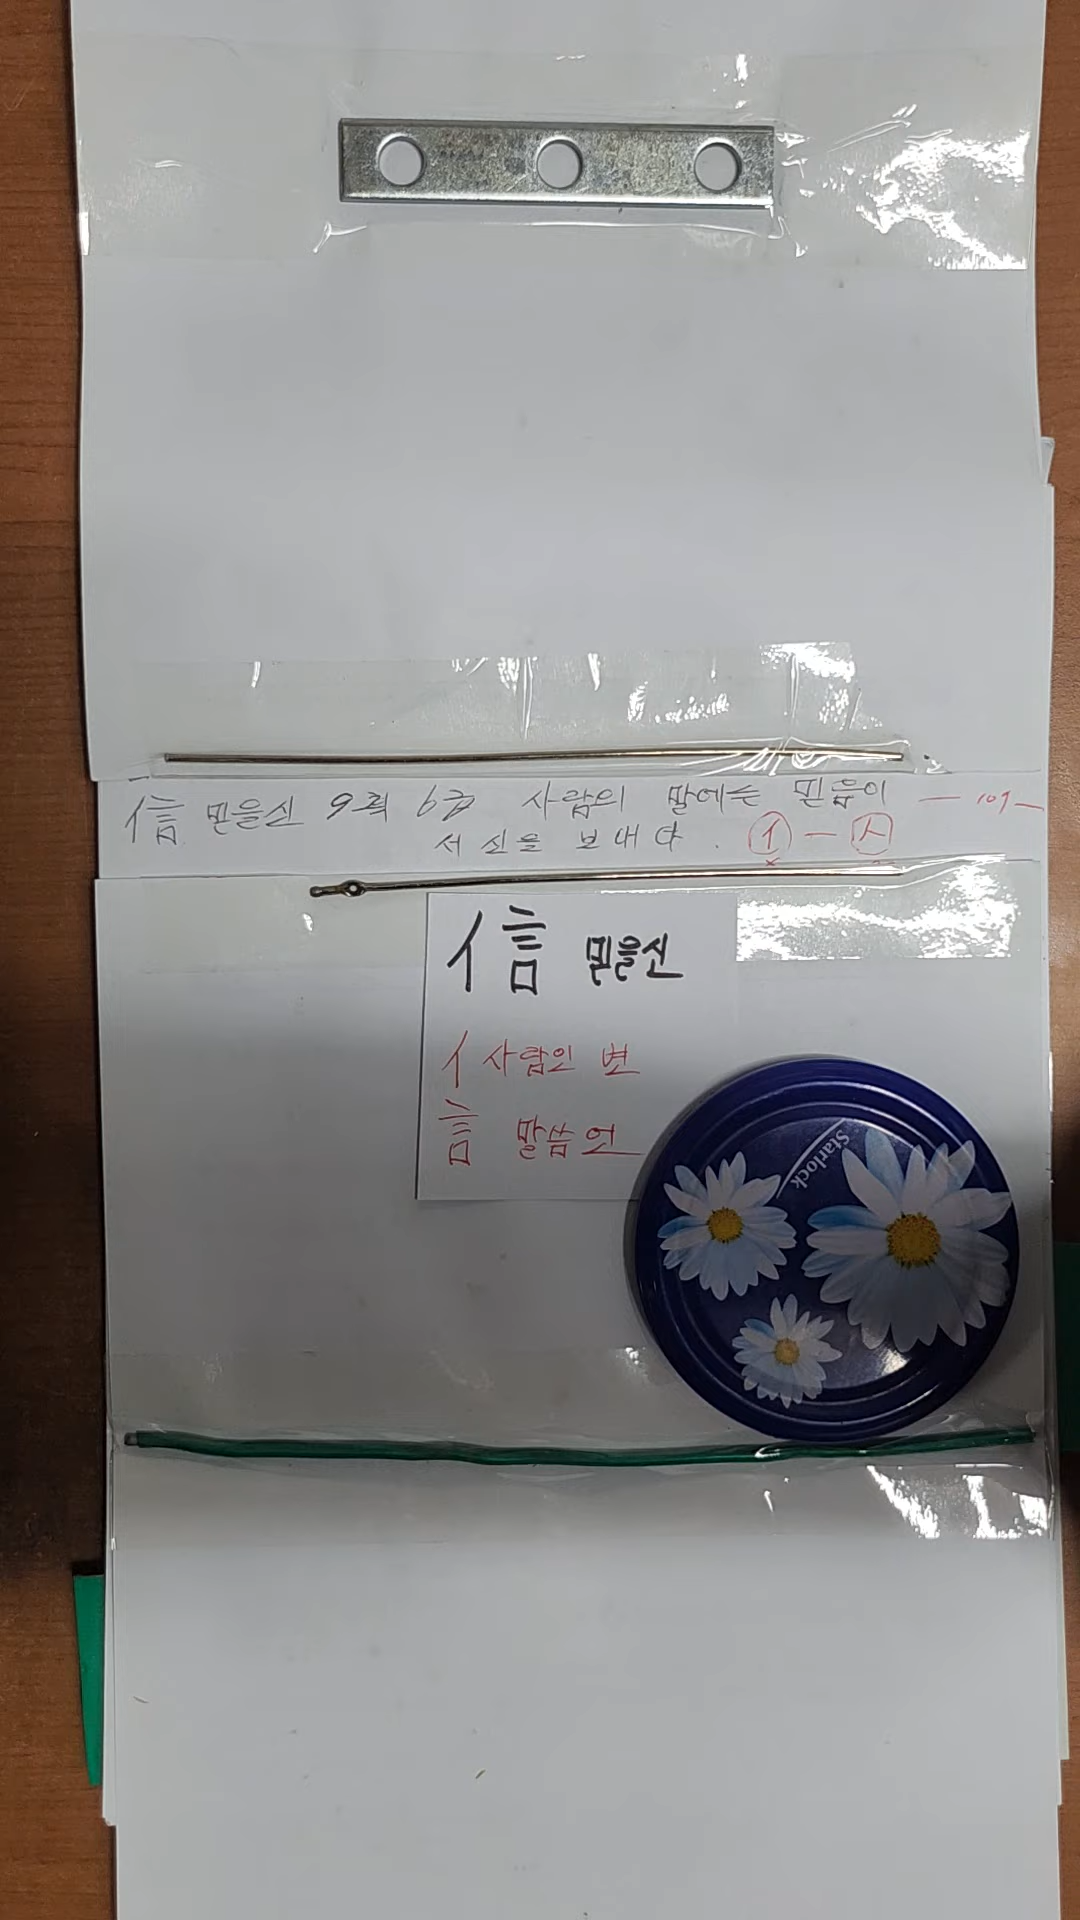 信 믿을신 9획 6급 사람의 말에는 믿음이 — 109 —
서신을 보내다. 亻 — 人
信 믿을신
亻 사람인 변
言 말씀언
Starlock